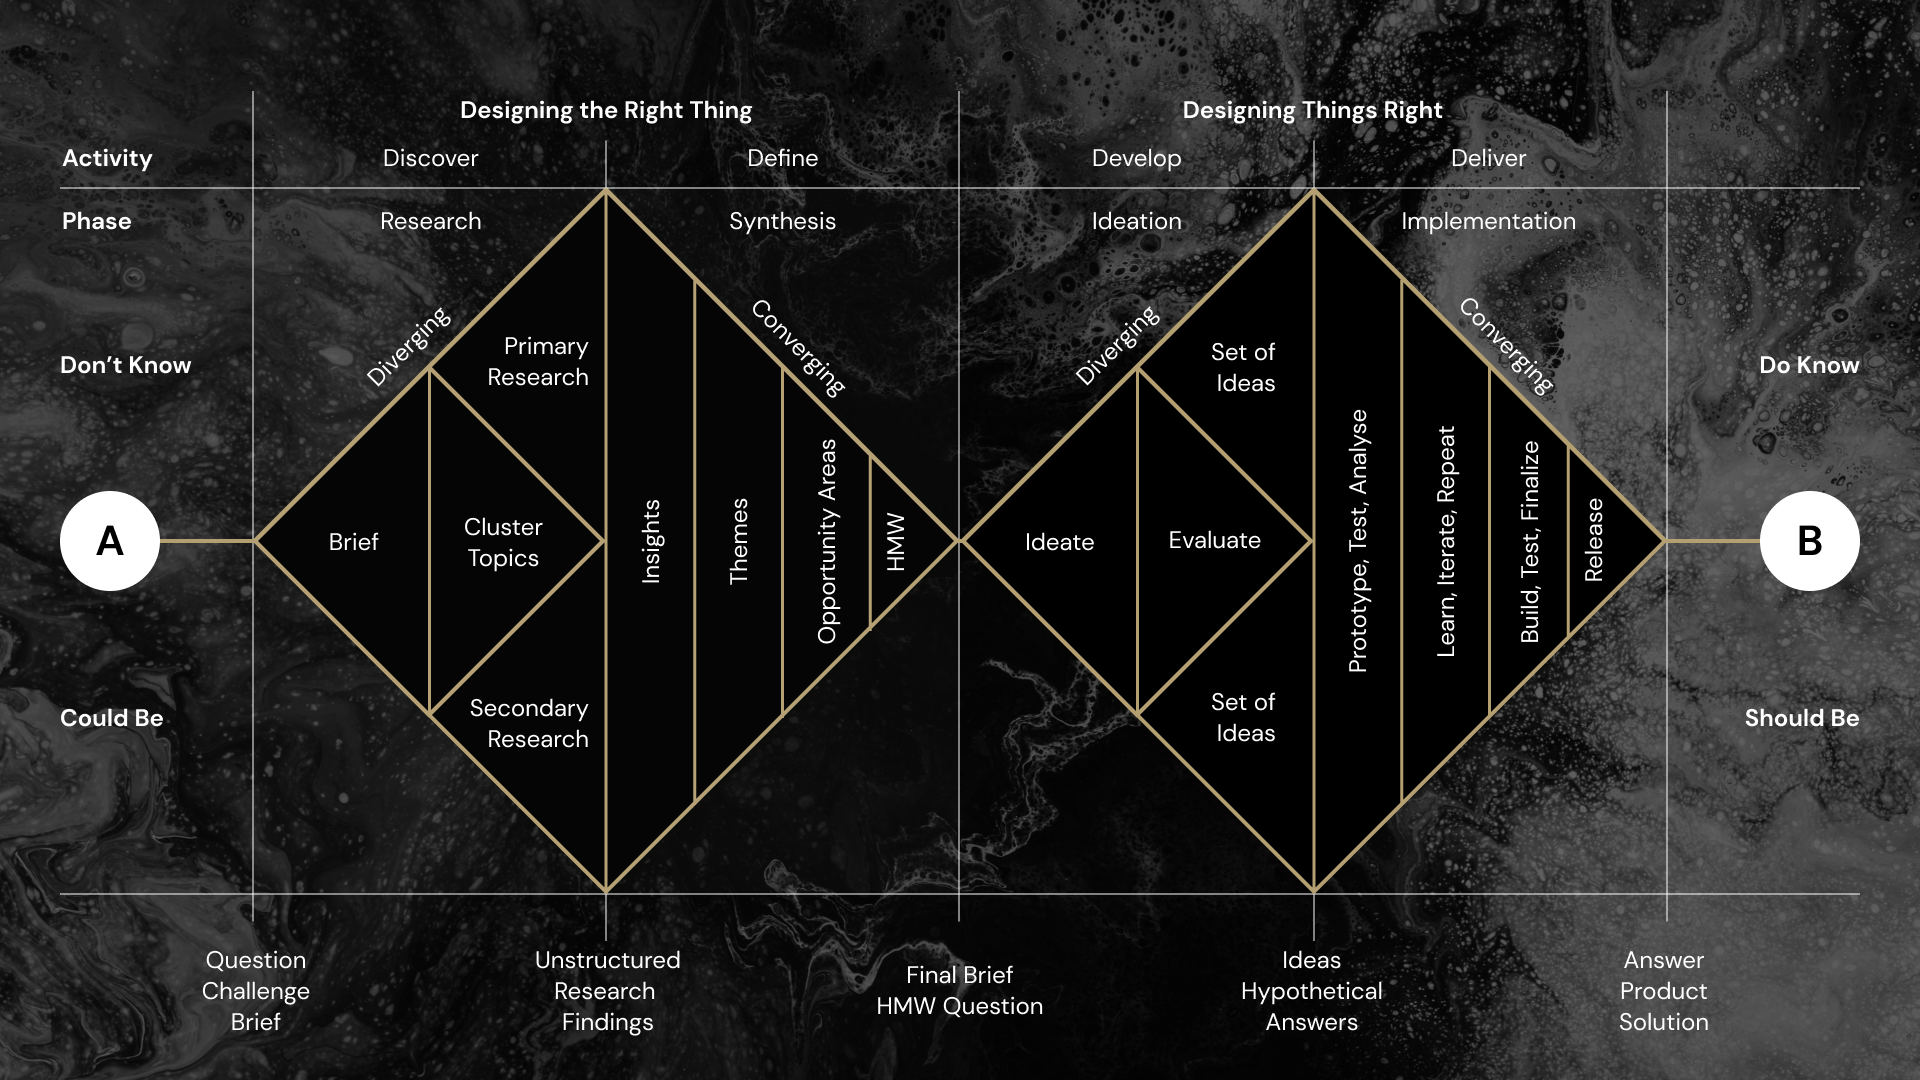 Designing the Right Thing
Designing Things Right
Activity
Discover
Define
Develop
Deliver
Phase
Research
Synthesis
Ideation
Implementation
Don’t Know
Diverging
Converging
Diverging
Converging
Do Know
Primary
Research
Set of
Ideas
A
Brief
Cluster
Topics
Insights
Themes
Opportunity Areas
HMW
Ideate
Evaluate
Prototype, Test, Analyse
Learn, Iterate, Repeat
Build, Test, Finalize
Release
B
Could Be
Secondary
Research
Set of
Ideas
Should Be
Question
Challenge
Brief
Unstructured
Research
Findings
Final Brief
HMW Question
Ideas
Hypothetical
Answers
Answer
Product
Solution